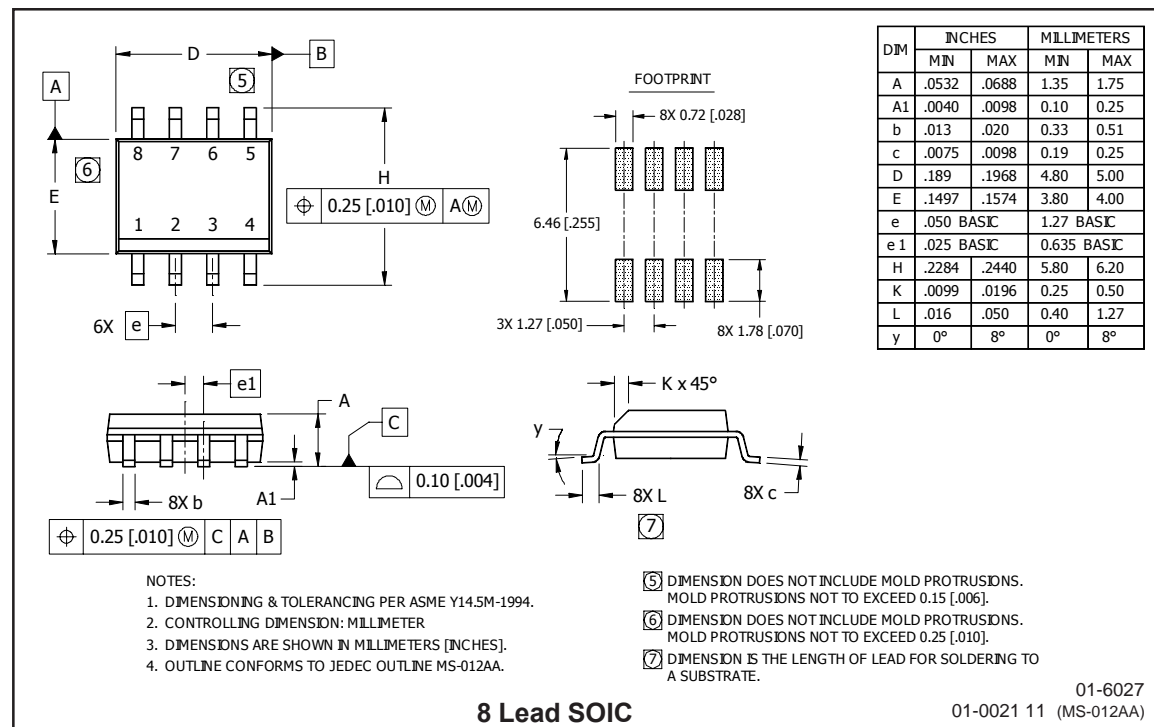 D
B
5
A
8 7 6 5
6
E
H
⌖ 0.25 [.010] Ⓜ A Ⓜ
1 2 3 4
6X e
FOOTPRINT
8X 0.72 [.028]
6.46 [.255]
3X 1.27 [.050]
8X 1.78 [.070]
DIM INCHES MILLIMETERS
MIN MAX MIN MAX
A .0532 .0688 1.35 1.75
A1 .0040 .0098 0.10 0.25
b .013 .020 0.33 0.51
c .0075 .0098 0.19 0.25
D .189 .1968 4.80 5.00
E .1497 .1574 3.80 4.00
e .050 BASIC 1.27 BASIC
e 1 .025 BASIC 0.635 BASIC
H .2284 .2440 5.80 6.20
K .0099 .0196 0.25 0.50
L .016 .050 0.40 1.27
y 0° 8° 0° 8°
e1
A
C
⌓ 0.10 [.004]
8X b
A1
⌖ 0.25 [.010] Ⓜ C A B
K x 45°
y
8X L
7
8X c
NOTES:
1. DIMENSIONING & TOLERANCING PER ASME Y14.5M-1994.
2. CONTROLLING DIMENSION: MILLIMETER
3. DIMENSIONS ARE SHOWN IN MILLIMETERS [INCHES].
4. OUTLINE CONFORMS TO JEDEC OUTLINE MS-012AA.
5 DIMENSION DOES NOT INCLUDE MOLD PROTRUSIONS.
MOLD PROTRUSIONS NOT TO EXCEED 0.15 [.006].
6 DIMENSION DOES NOT INCLUDE MOLD PROTRUSIONS.
MOLD PROTRUSIONS NOT TO EXCEED 0.25 [.010].
7 DIMENSION IS THE LENGTH OF LEAD FOR SOLDERING TO
A SUBSTRATE.
8 Lead SOIC
01-6027
01-0021 11 (MS-012AA)